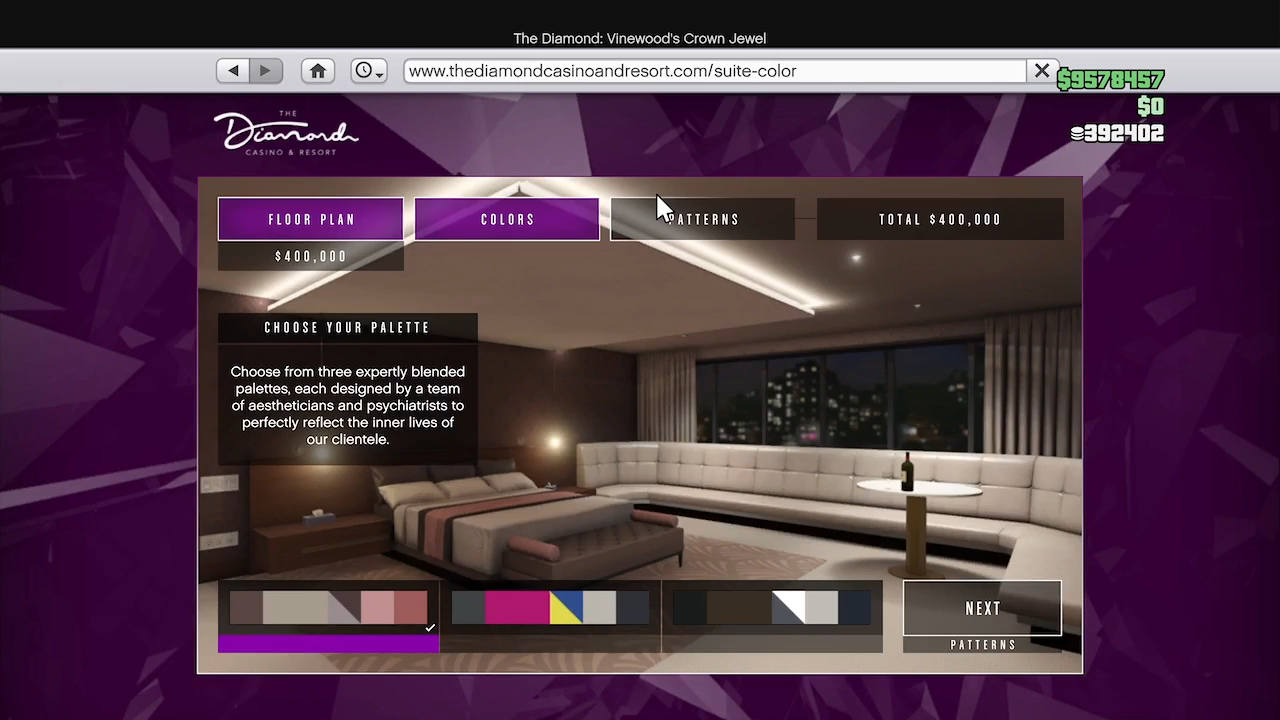 The Diamond: Vinewood's Crown Jewel
www.thediamondcasinoandresort.com/suite-color
$9578457
$0
392402
THE
Diamond
CASINO & RESORT
FLOOR PLAN
COLORS
PATTERNS
TOTAL $400,000
$400,000
CHOOSE YOUR PALETTE
Choose from three expertly blended
palettes, each designed by a team
of aestheticians and psychiatrists to
perfectly reflect the inner lives of
our clientele.
NEXT
PATTERNS